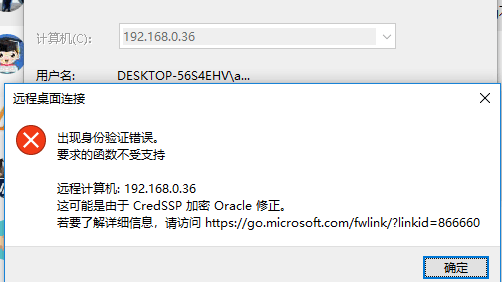 计算机(C):
192.168.0.36
用户名:
DESKTOP-56S4EHV\a...
远程桌面连接
出现身份验证错误。
要求的函数不受支持
远程计算机: 192.168.0.36
这可能是由于 CredSSP 加密 Oracle 修正。
若要了解详细信息，请访问 https://go.microsoft.com/fwlink/?linkid=866660
确定